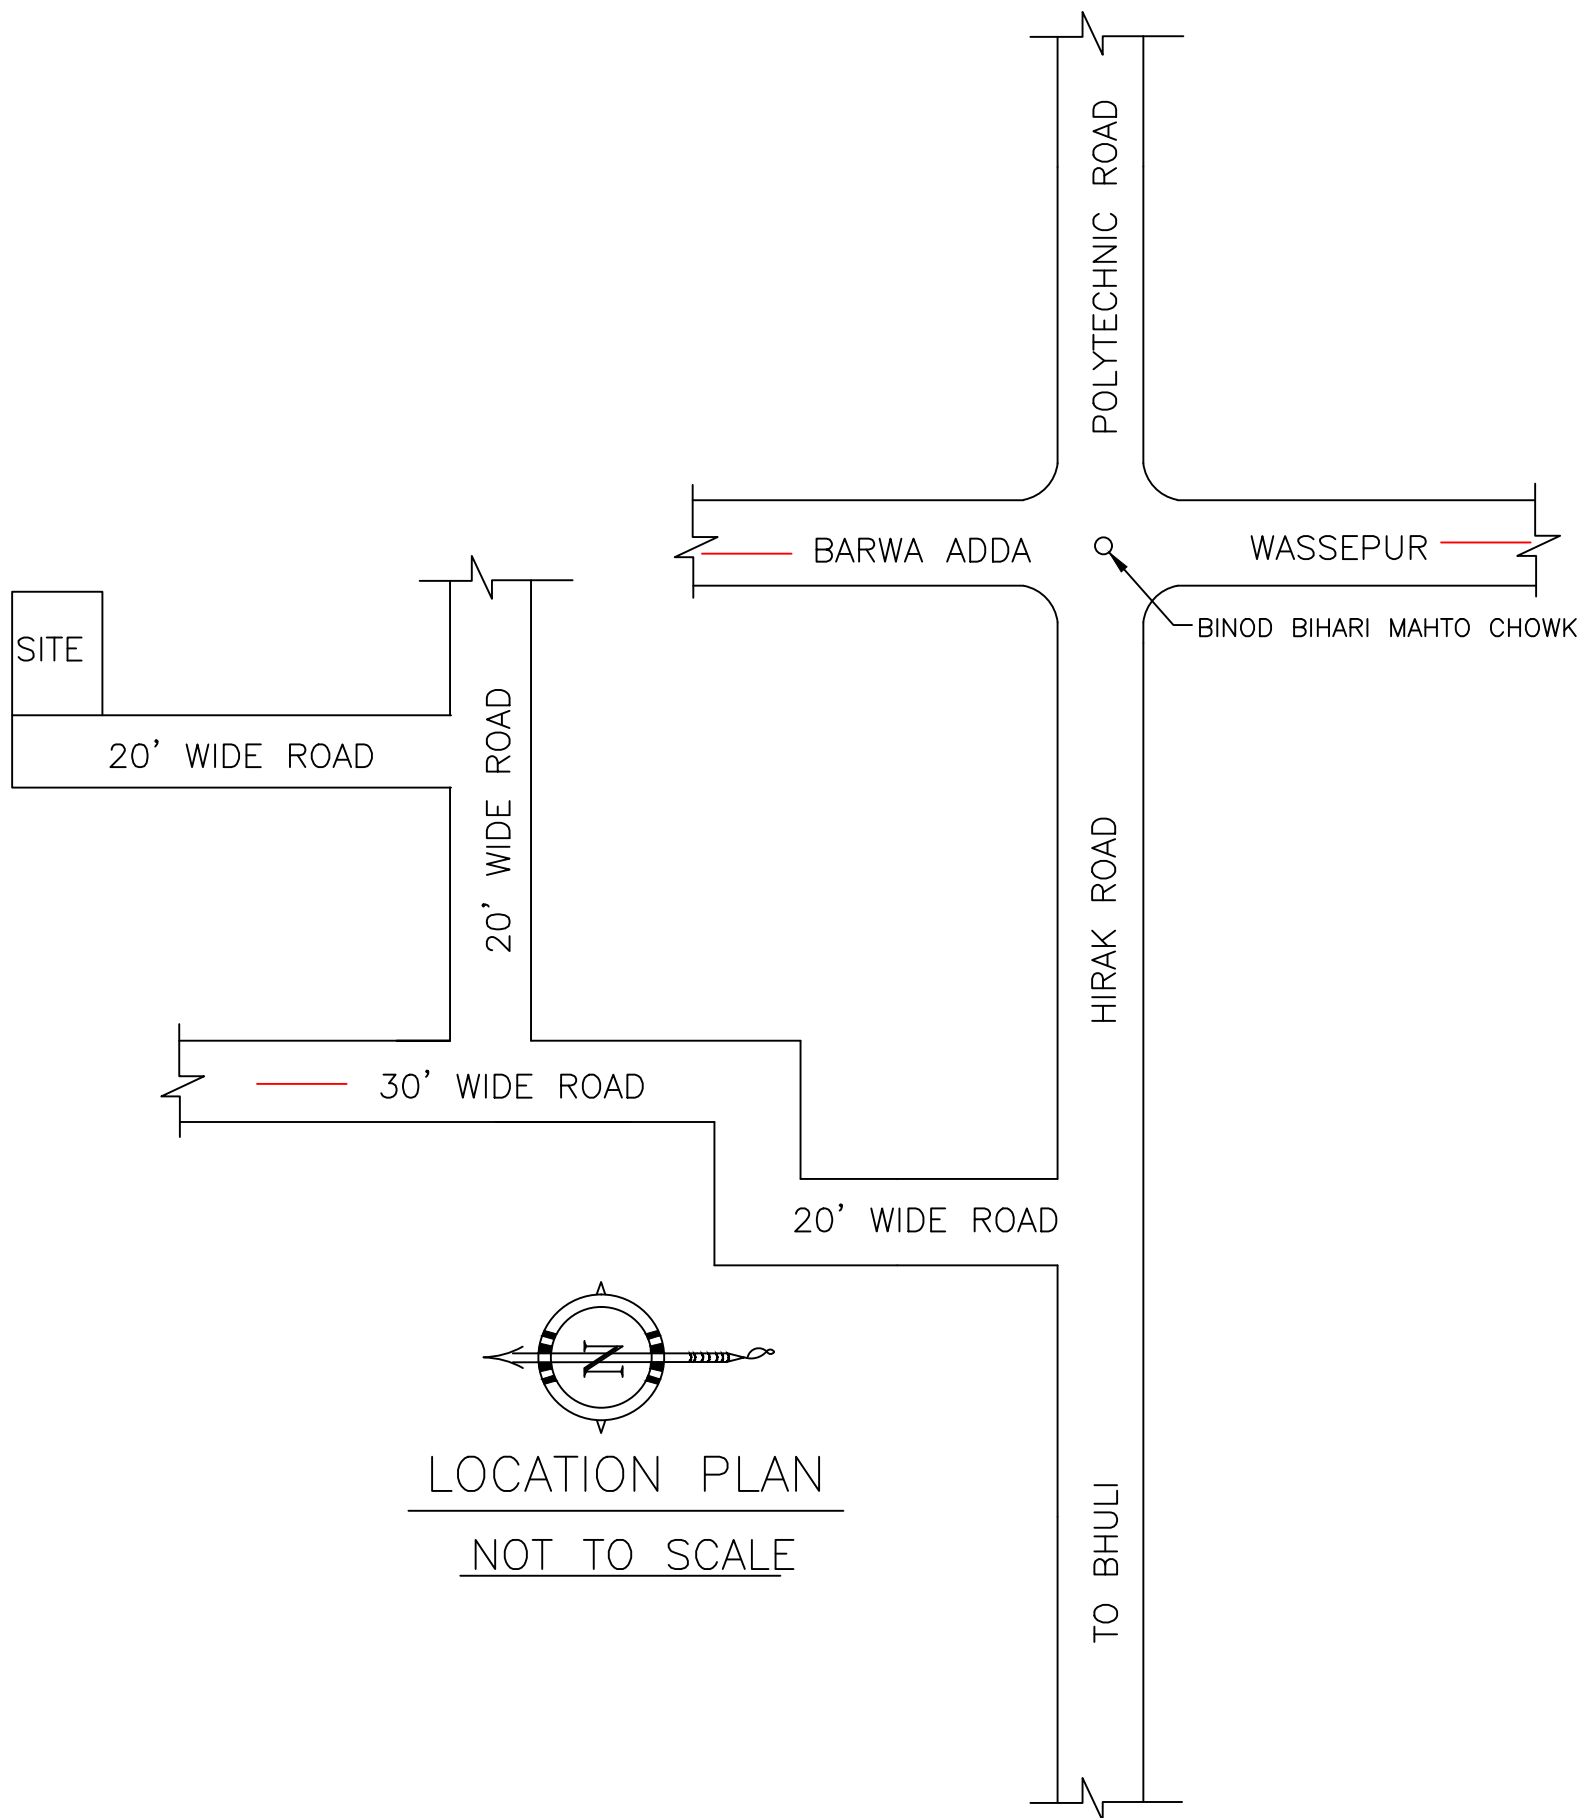 POLYTECHNIC ROAD
BARWA ADDA
WASSEPUR
BINOD BIHARI MAHTO CHOWK
SITE
20' WIDE ROAD
20' WIDE ROAD
HIRAK ROAD
30' WIDE ROAD
20' WIDE ROAD
N
LOCATION PLAN
NOT TO SCALE
TO BHULI